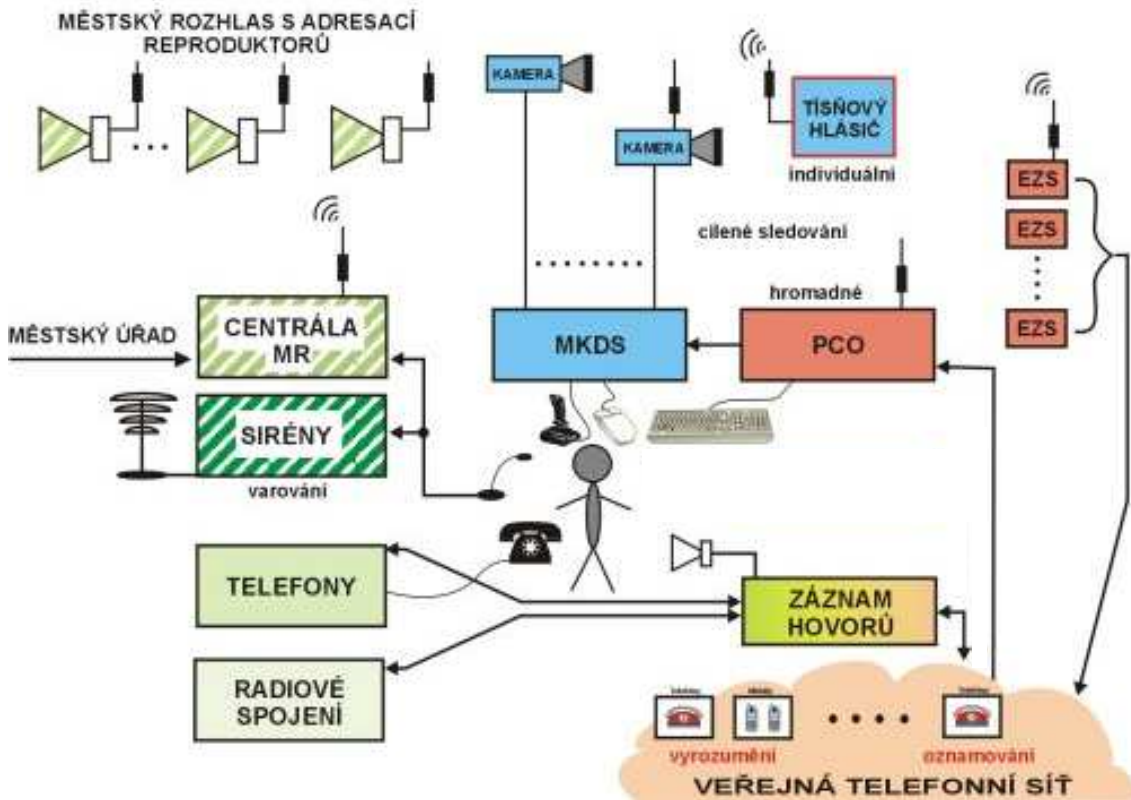 MĚSTSKÝ ROZHLAS S ADRESACÍ
REPRODUKTORŮ
KAMERA
KAMERA
TÍSŇOVÝ
HLÁSIČ
individuální
EZS
EZS
EZS
cílené sledování
hromadné
MĚSTSKÝ ÚŘAD
CENTRÁLA
MR
MKDS
PCO
SIRÉNY
varování
TELEFONY
ZÁZNAM
HOVORŮ
RADIOVÉ
SPOJENÍ
vyrozumění
oznamování
VEŘEJNÁ TELEFONNÍ SÍŤ